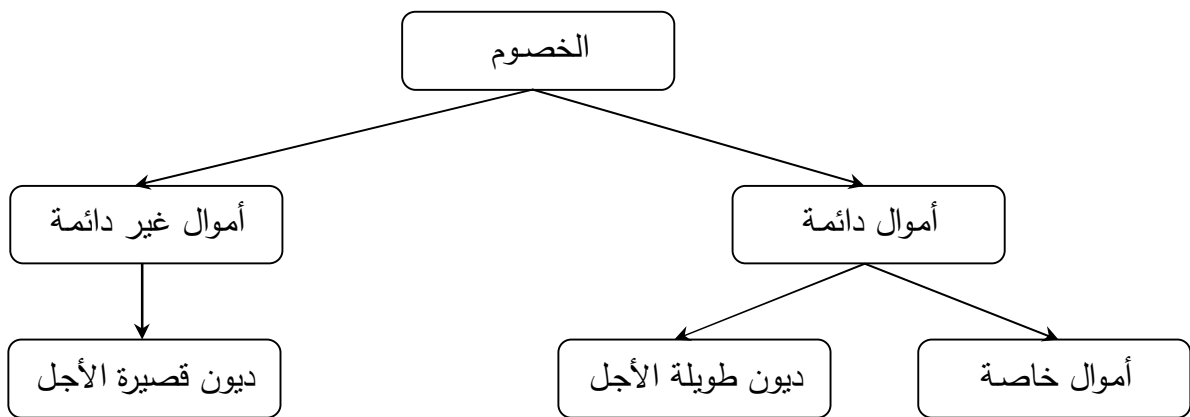 الخصوم
أموال دائمة
أموال غير دائمة
أموال خاصة
ديون طويلة الأجل
ديون قصيرة الأجل